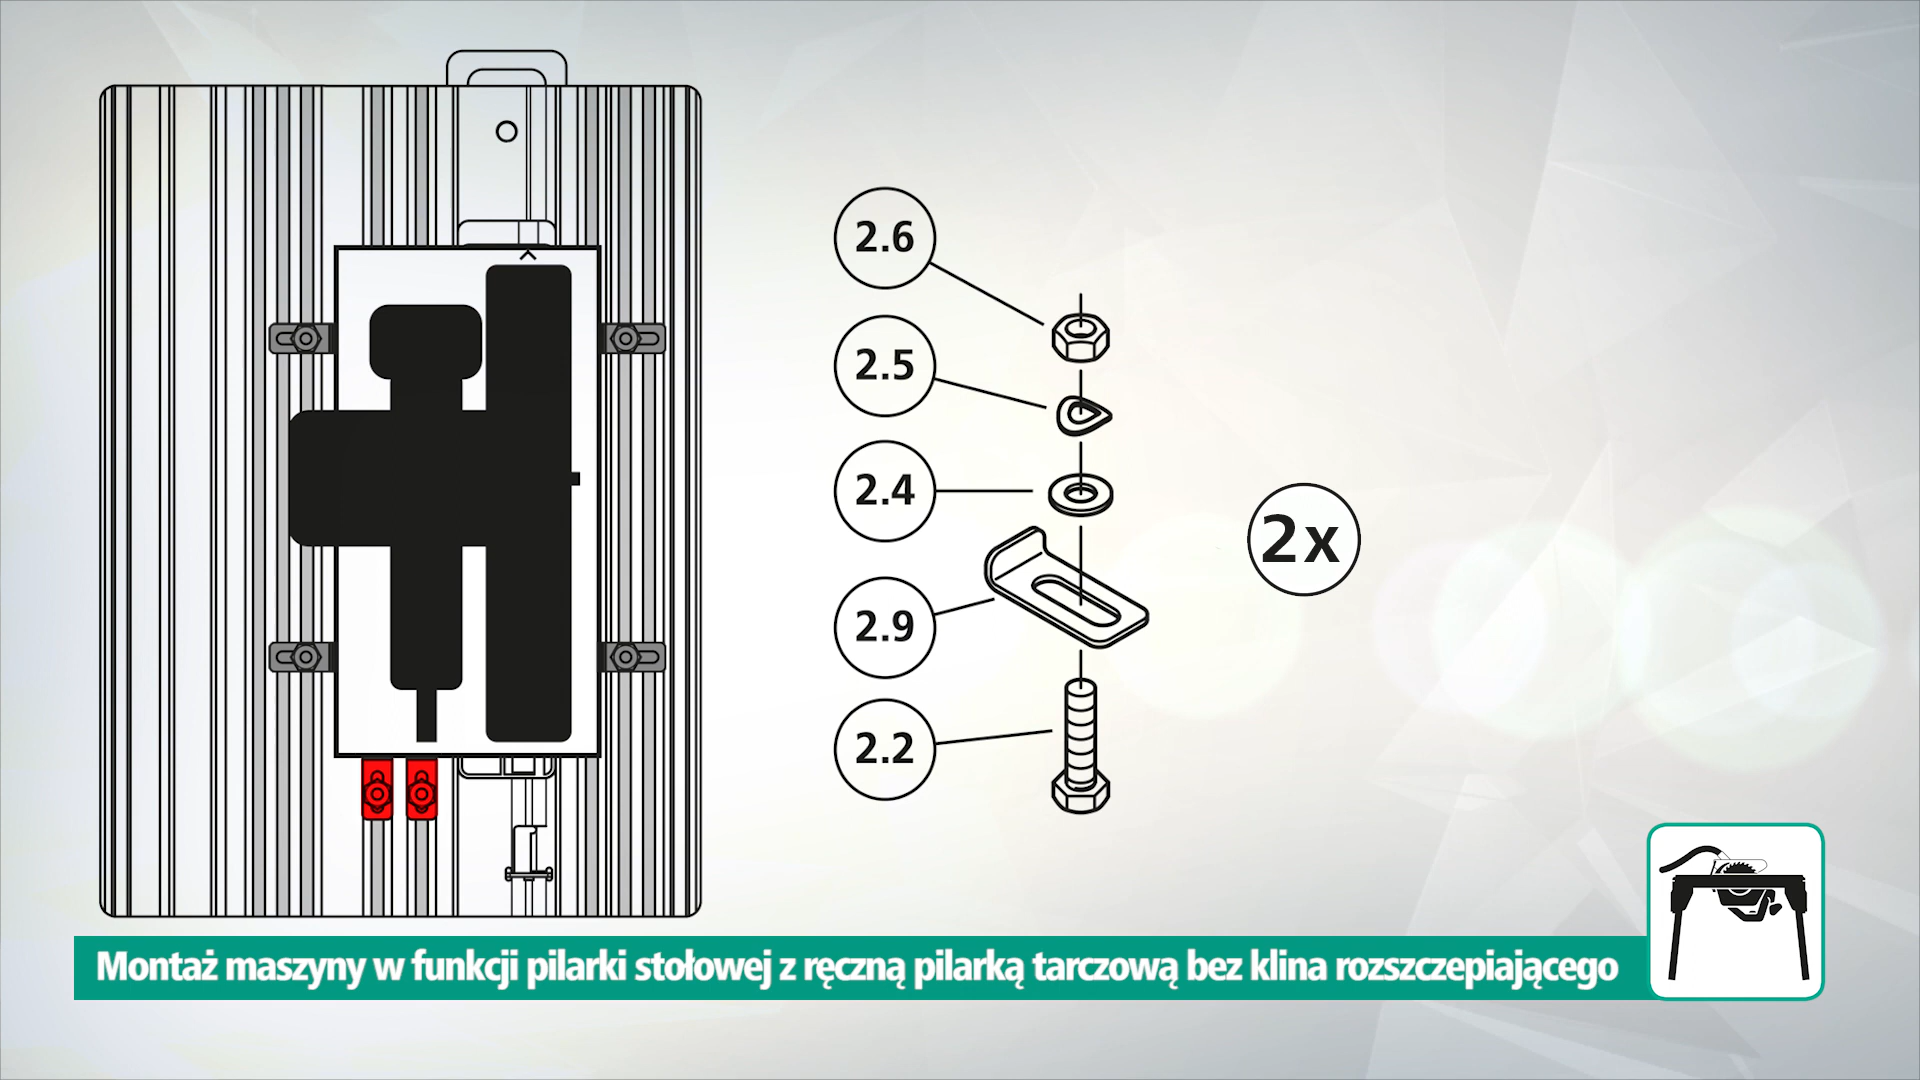 2.6
2.5
2.4
2.9
2.2
2x
Montaż maszyny w funkcji pilarki stołowej z ręczną pilarką tarczową bez klina rozszczepiającego